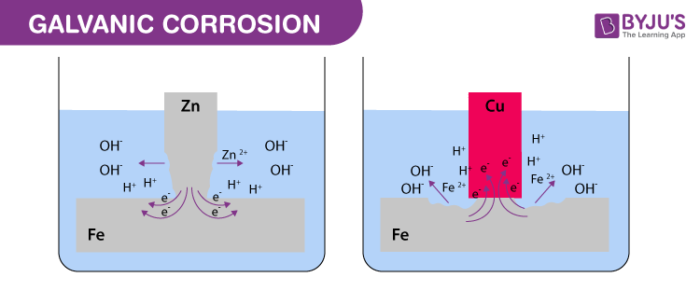 GALVANIC CORROSION
BYJU'S
The Learning App
Zn
OH⁻ OH⁻
Zn²⁺
OH⁻ OH⁻
H⁺ H⁺ H⁺ H⁺
e⁻ e⁻
e⁻ e⁻
Fe
Cu
H⁺
H⁺ e⁻ e⁻ H⁺
OH⁻ H⁺ OH⁻
Fe²⁺ Fe²⁺
OH⁻ e⁻ e⁻ OH⁻
Fe